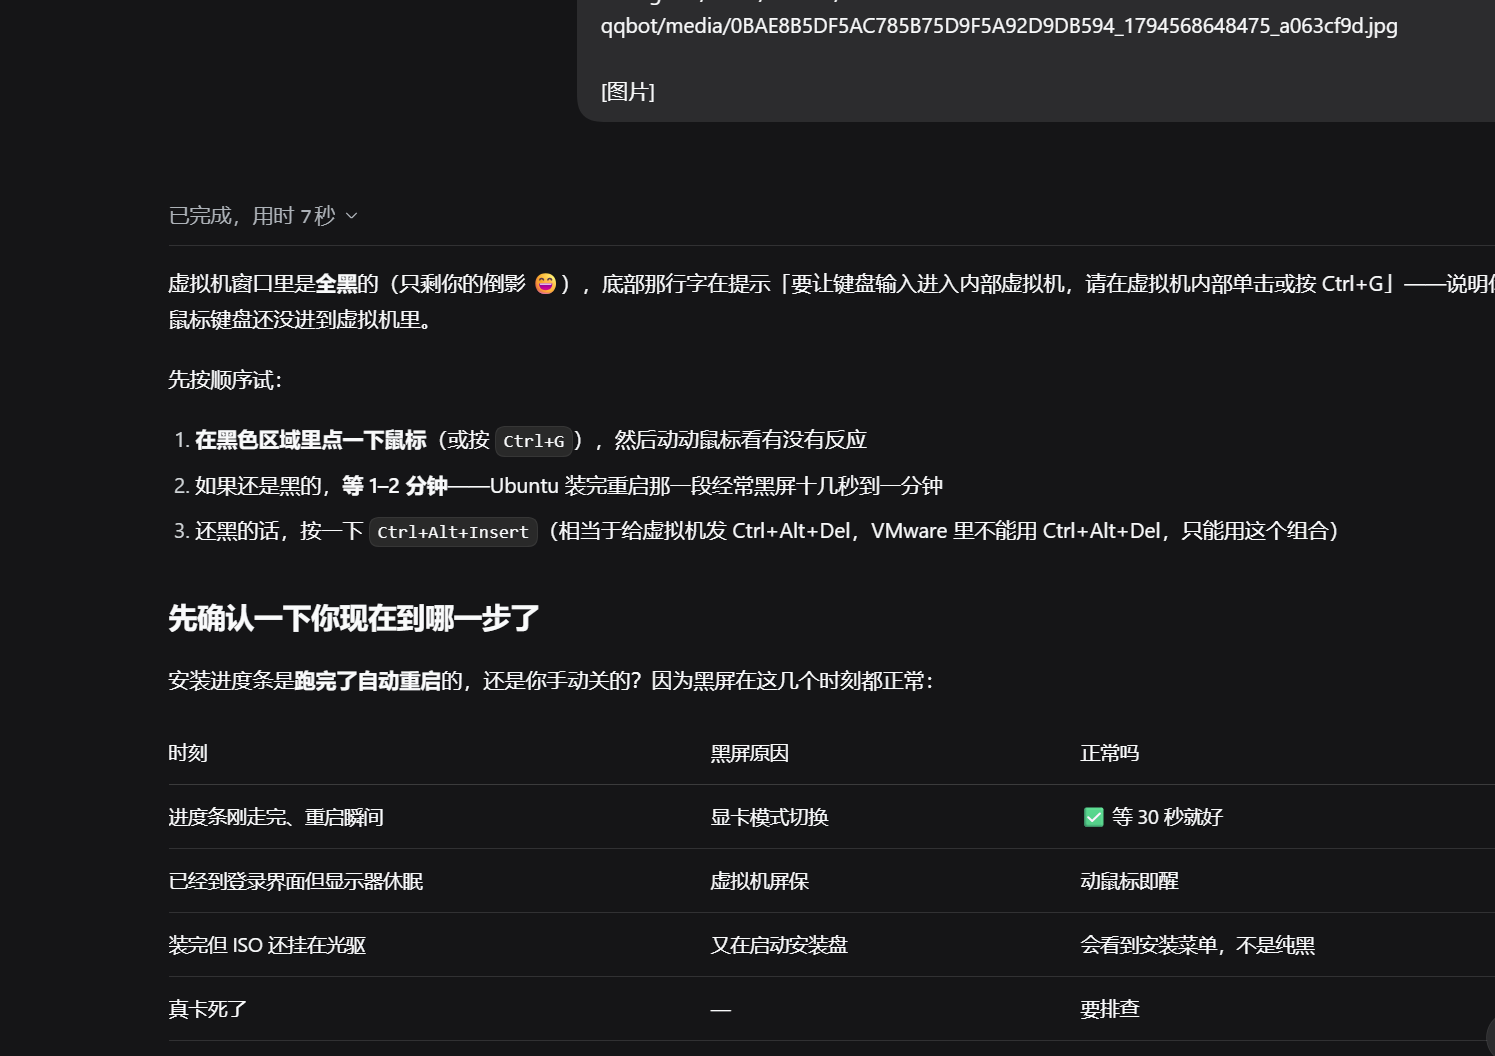 qqbot/media/0BAE8B5DF5AC785B75D9F5A92D9DB594_1794568648475_a063cf9d.jpg
[图片]
已完成，用时 7秒
虚拟机窗口里是全黑的（只剩你的倒影 😄），底部那行字在提示「要让键盘输入进入内部虚拟机，请在虚拟机内部单击或按 Ctrl+G」——说明
鼠标键盘还没进到虚拟机里。
先按顺序试：
1. 在黑色区域里点一下鼠标（或按 Ctrl+G），然后动动鼠标看有没有反应
2. 如果还是黑的，等 1–2 分钟——Ubuntu 装完重启那一段经常黑屏十几秒到一分钟
3. 还黑的话，按一下 Ctrl+Alt+Insert（相当于给虚拟机发 Ctrl+Alt+Del，VMware 里不能用 Ctrl+Alt+Del，只能用这个组合）
先确认一下你现在到哪一步了
安装进度条是跑完了自动重启的，还是你手动关的？因为黑屏在这几个时刻都正常：
时刻 黑屏原因 正常吗
进度条刚走完、重启瞬间 显卡模式切换 ✅ 等 30 秒就好
已经到登录界面但显示器休眠 虚拟机屏保 动鼠标即醒
装完但 ISO 还挂在光驱 又在启动安装盘 会看到安装菜单，不是纯黑
真卡死了 — 要排查